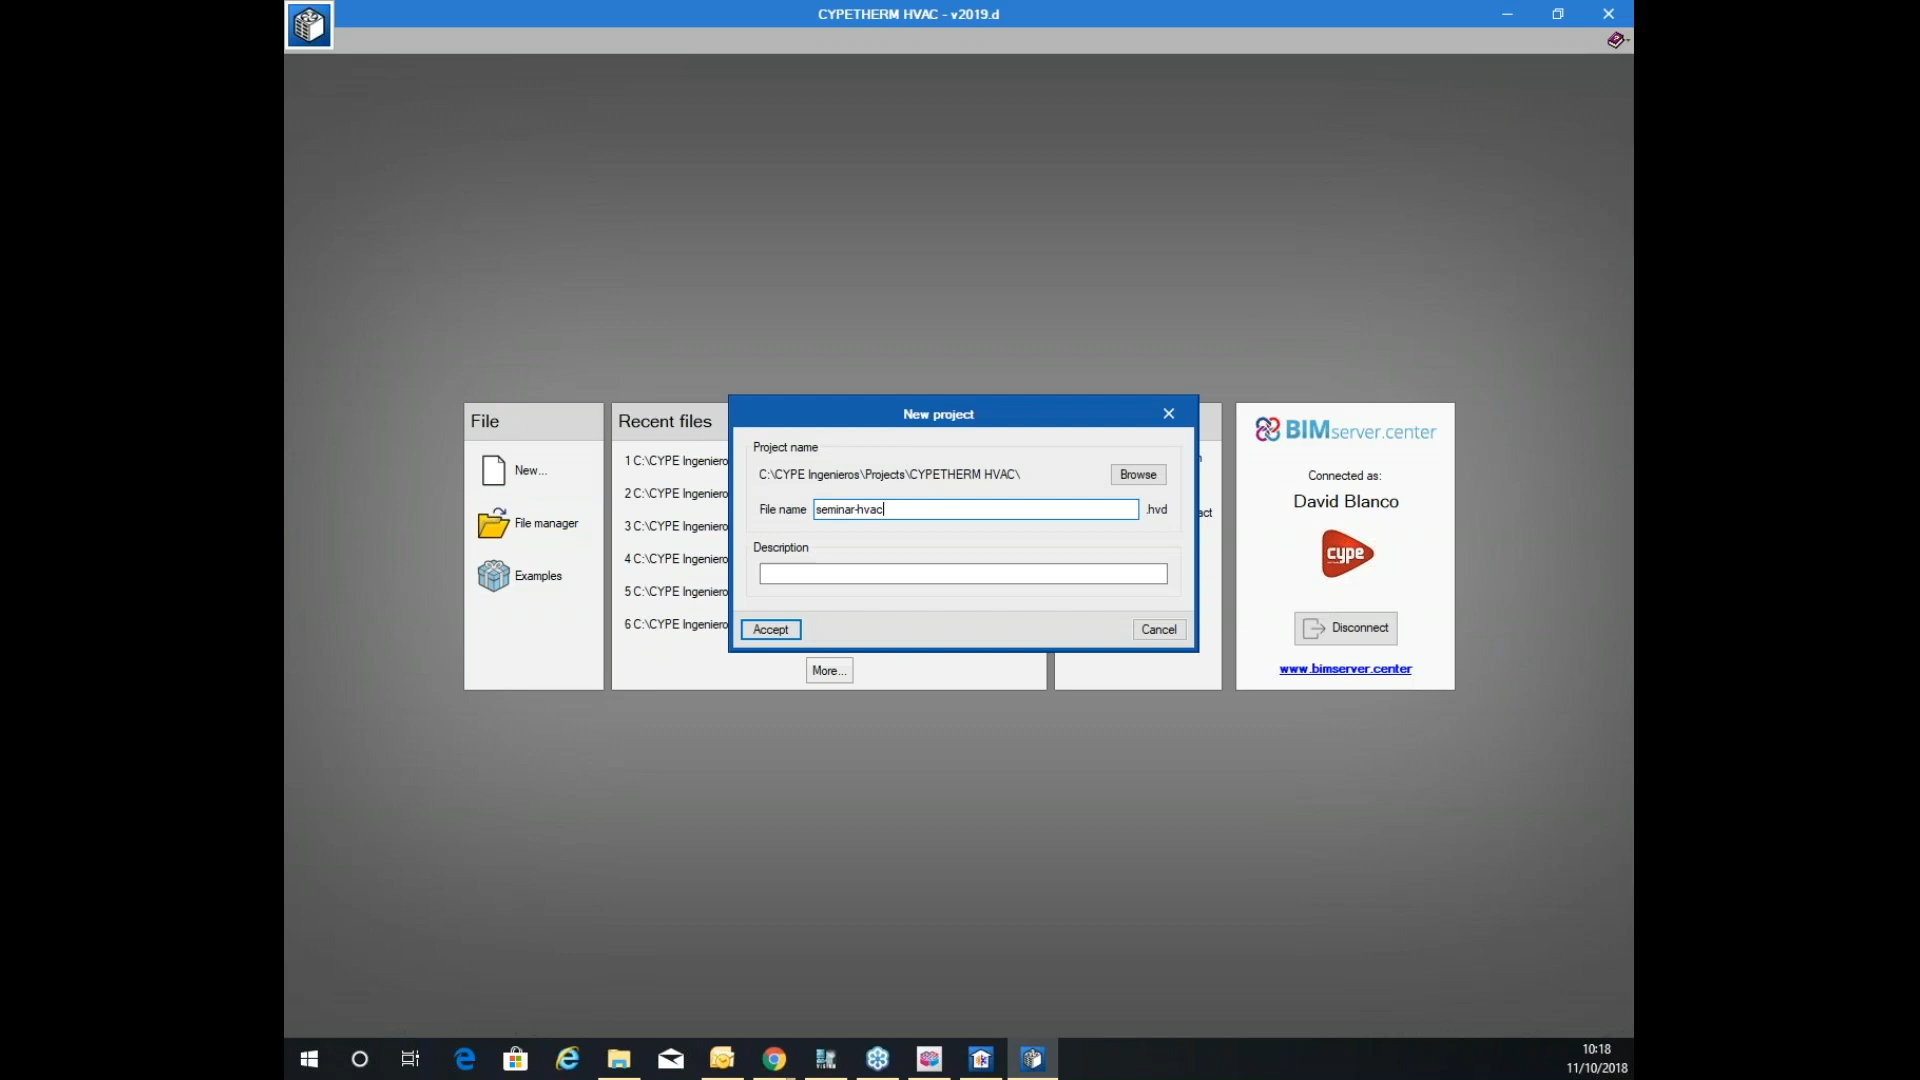 CYPETHERM HVAC - v2019.d
File
New...
File manager
Examples
Recent files
1 C:\CYPE Ingeniero
2 C:\CYPE Ingeniero
3 C:\CYPE Ingeniero
4 C:\CYPE Ingeniero
5 C:\CYPE Ingeniero
6 C:\CYPE Ingeniero
More...
New project
Project name
C:\CYPE Ingenieros\Projects\CYPETHERM HVAC\
Browse
File name
seminar-hvac
.hvd
Description
Accept
Cancel
act
BIMserver.center
Connected as:
David Blanco
cype
Disconnect
www.bimserver.center
10:18
11/10/2018